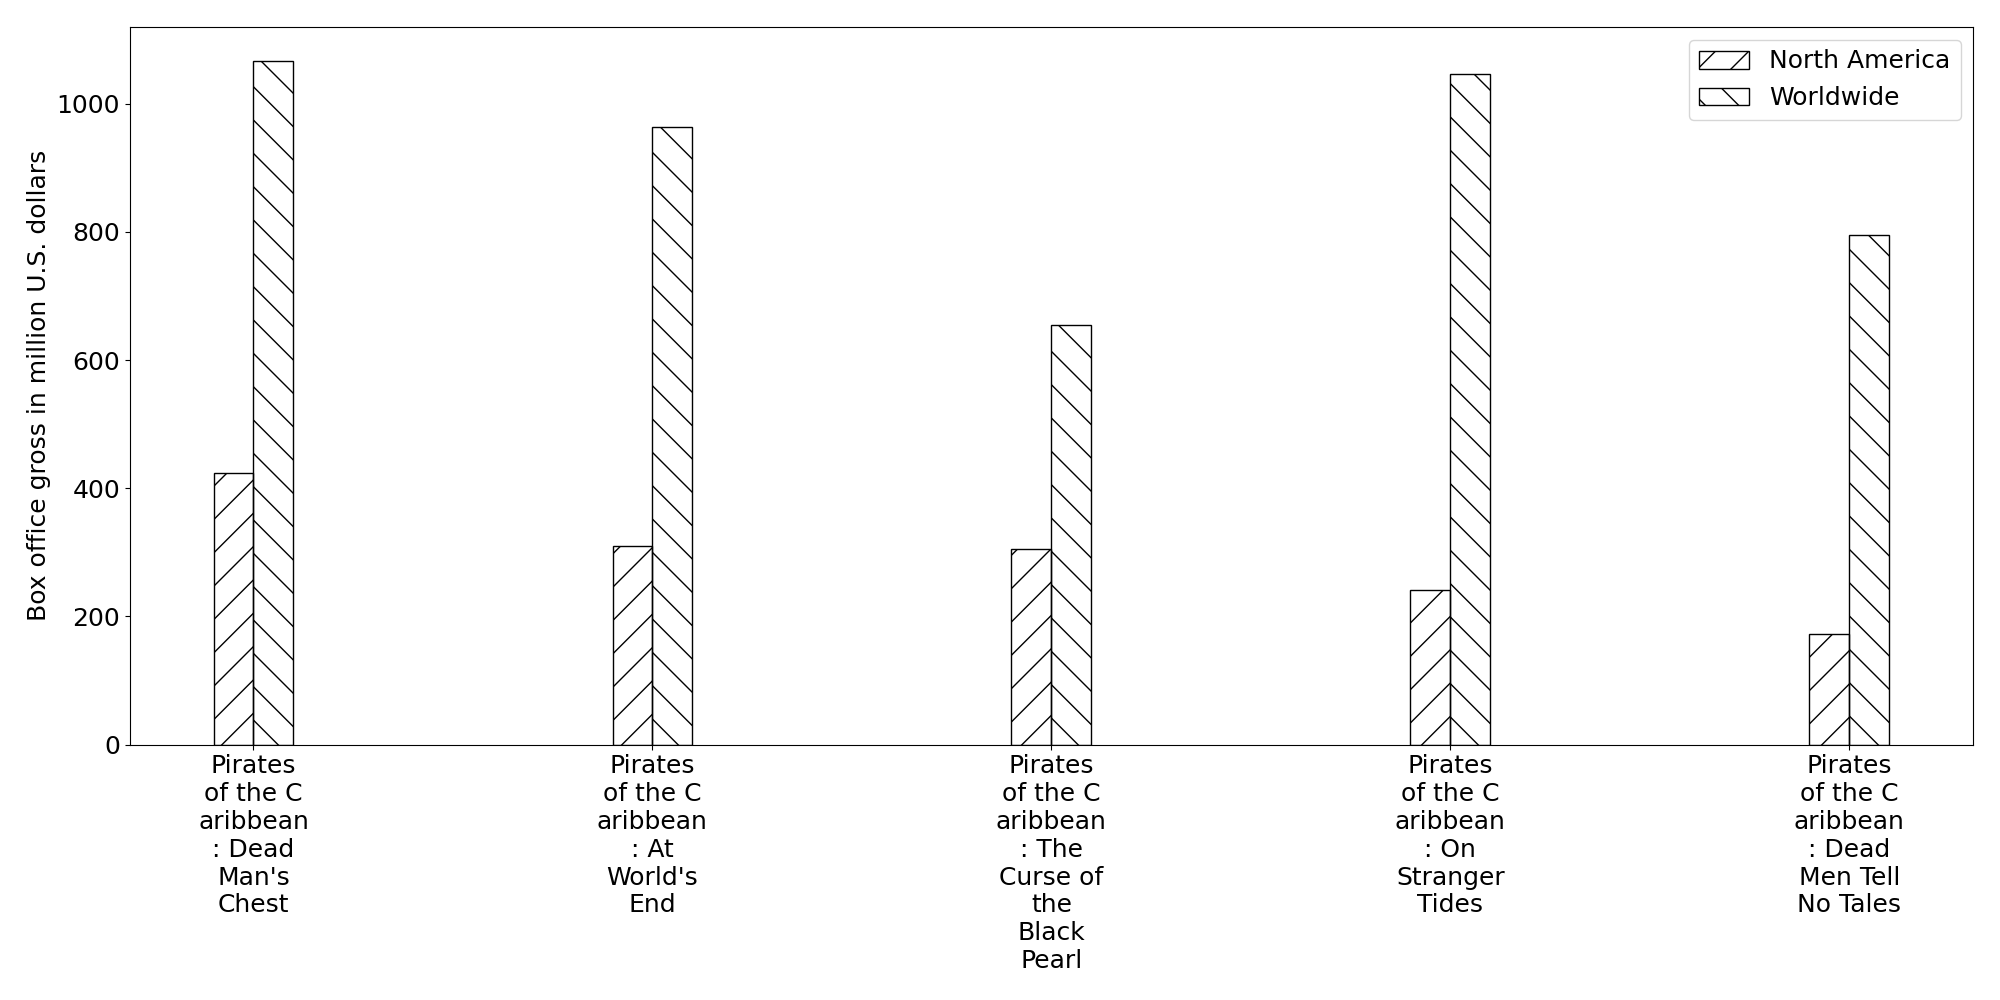 Box office gross in million U.S. dollars
1000
800
600
400
200
0
North America
Worldwide
Pirates
of the C
aribbean
: Dead
Man's
Chest
Pirates
of the C
aribbean
: At
World's
End
Pirates
of the C
aribbean
: The
Curse of
the
Black
Pearl
Pirates
of the C
aribbean
: On
Stranger
Tides
Pirates
of the C
aribbean
: Dead
Men Tell
No Tales